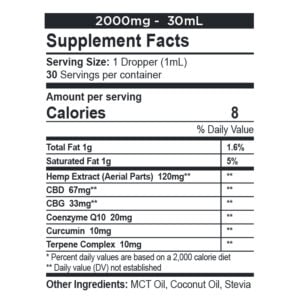 2000mg - 30mL
Supplement Facts
Serving Size: 1 Dropper (1mL)
30 Servings per container
Amount per serving
Calories 8
% Daily Value
Total Fat 1g 1.6%
Saturated Fat 1g 5%
Hemp Extract (Aerial Parts) 120mg** **
CBD 67mg** **
CBG 33mg** **
Coenzyme Q10 20mg **
Curcumin 10mg **
Terpene Complex 10mg **
* Percent daily values are based on a 2,000 calorie diet
** Daily value (DV) not established
Other Ingredients: MCT Oil, Coconut Oil, Stevia